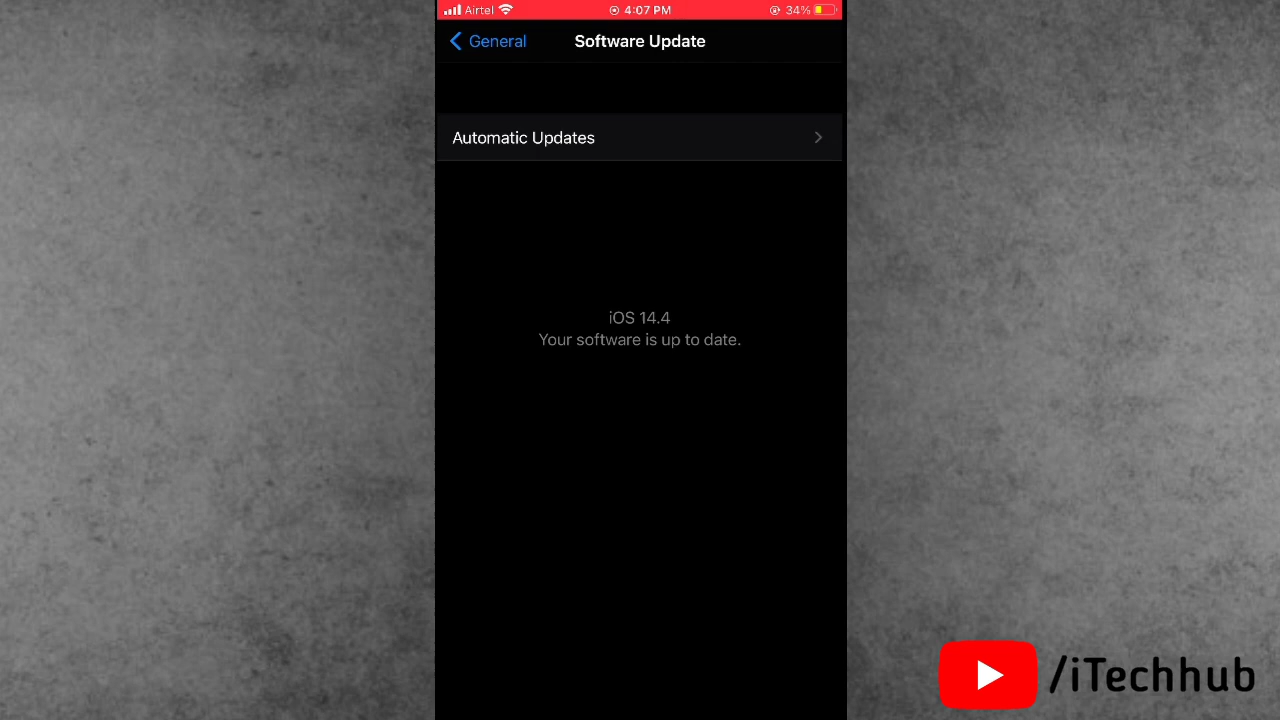 Airtel 4:07 PM 34%
General Software Update
Automatic Updates
iOS 14.4
Your software is up to date.
/iTechhub